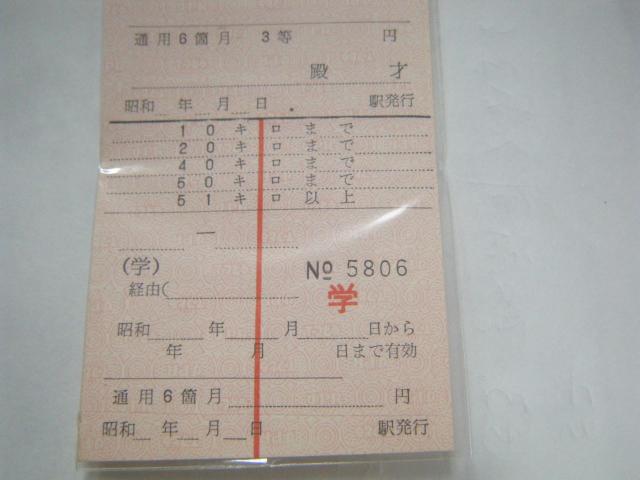 通用6箇月 3等 円
殿 才
昭和 年 月 日 駅発行
10キロまで
20キロまで
40キロまで
50キロまで
51キロ以上
—
(学) No 5806
経由( 学
昭和 年 月 日から
年 月 日まで有効
通用6箇月 円
昭和 年 月 日 駅発行